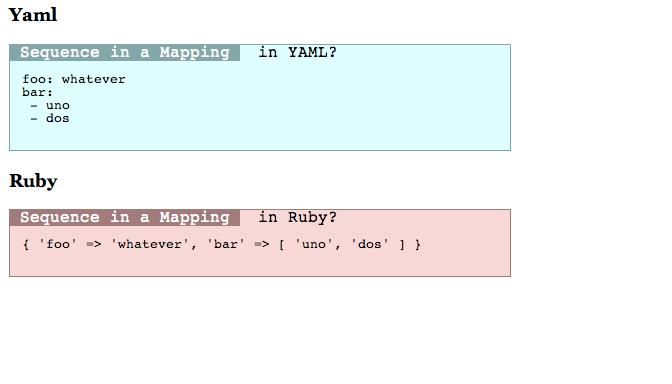 Yaml
Sequence in a Mapping in YAML?
foo: whatever
bar:
 - uno
 - dos
Ruby
Sequence in a Mapping in Ruby?
{ 'foo' => 'whatever', 'bar' => [ 'uno', 'dos' ] }